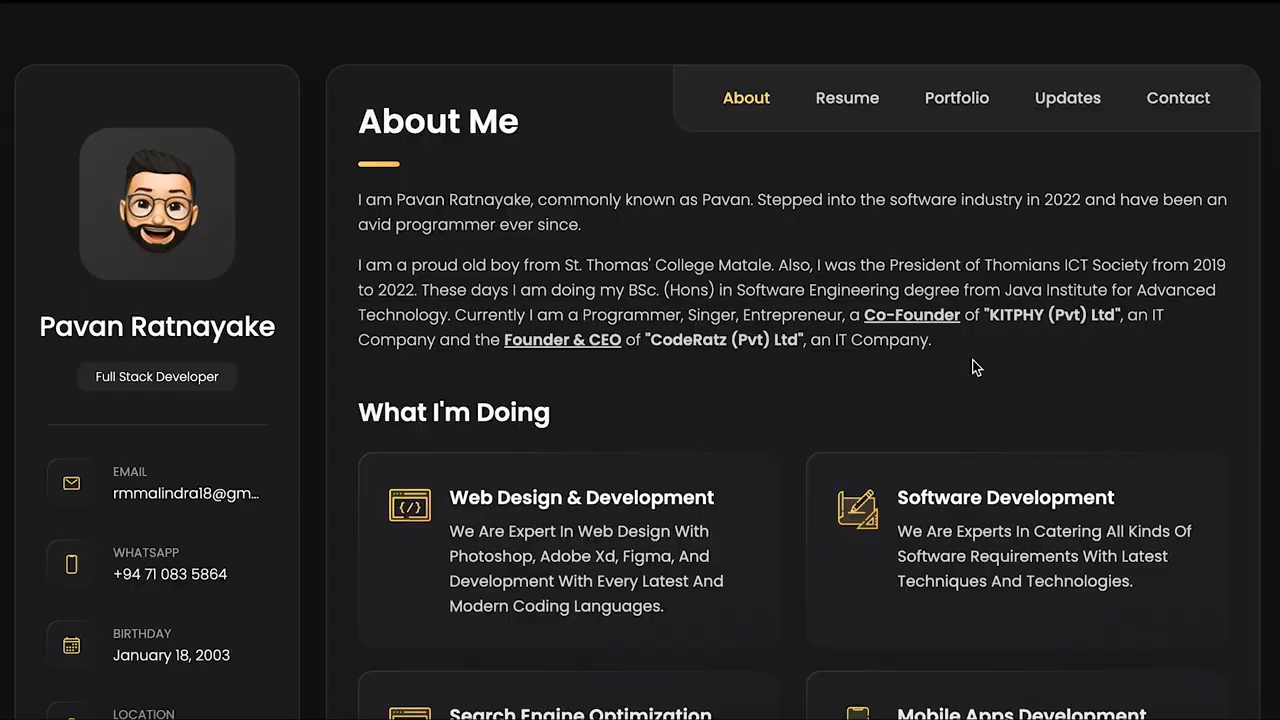 About Resume Portfolio Updates Contact
About Me
I am Pavan Ratnayake, commonly known as Pavan. Stepped into the software industry in 2022 and have been an
avid programmer ever since.
I am a proud old boy from St. Thomas' College Matale. Also, I was the President of Thomians ICT Society from 2019
to 2022. These days I am doing my BSc. (Hons) in Software Engineering degree from Java Institute for Advanced
Technology. Currently I am a Programmer, Singer, Entrepreneur, a Co-Founder of "KITPHY (Pvt) Ltd", an IT
Company and the Founder & CEO of "CodeRatz (Pvt) Ltd", an IT Company.
Pavan Ratnayake
Full Stack Developer
EMAIL
rmmalindra18@gm...
WHATSAPP
+94 71 083 5864
BIRTHDAY
January 18, 2003
LOCATION
What I'm Doing
Web Design & Development
We Are Expert In Web Design With
Photoshop, Adobe Xd, Figma, And
Development With Every Latest And
Modern Coding Languages.
Software Development
We Are Experts In Catering All Kinds Of
Software Requirements With Latest
Techniques And Technologies.
Search Engine Optimization
Mobile Apps Development